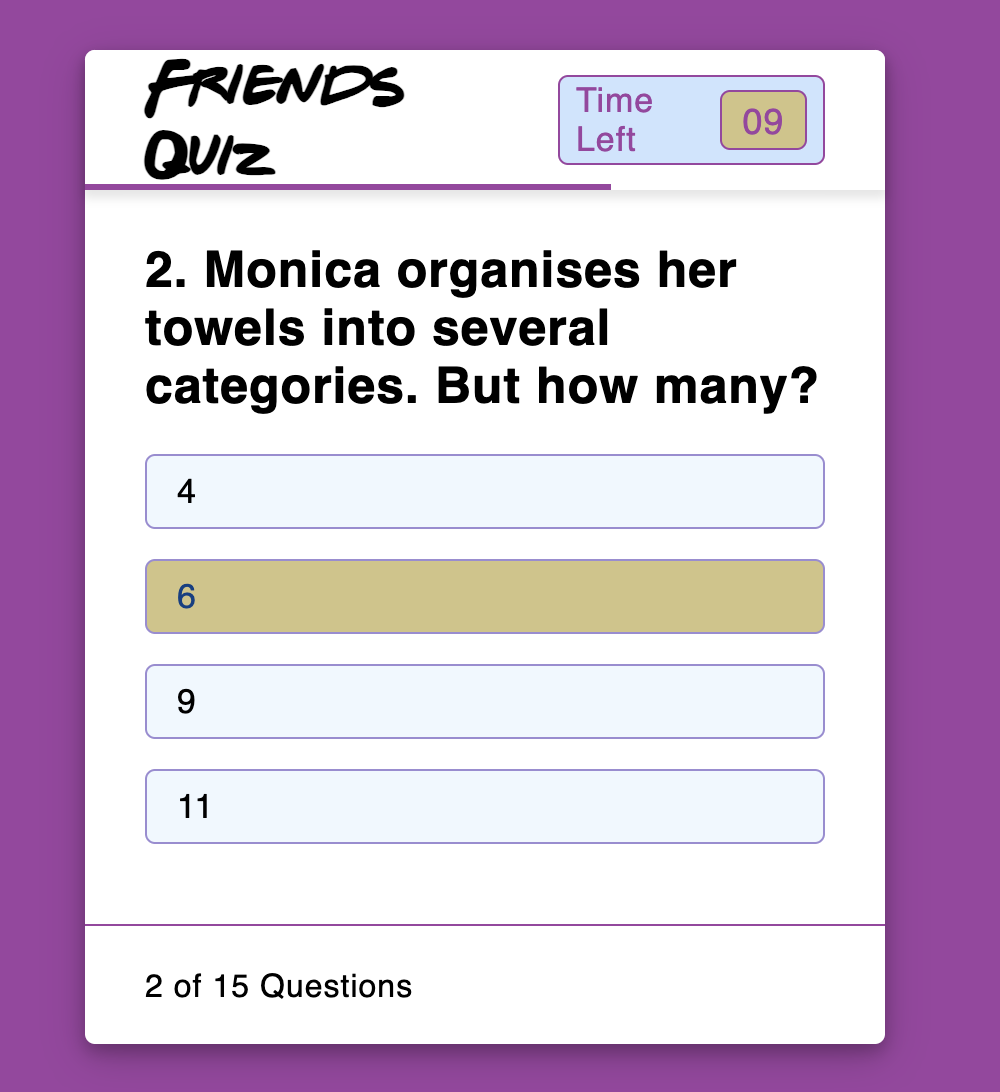 FRIENDS
QUIZ
Time
Left
09
2. Monica organises her
towels into several
categories. But how many?
4
6
9
11
2 of 15 Questions